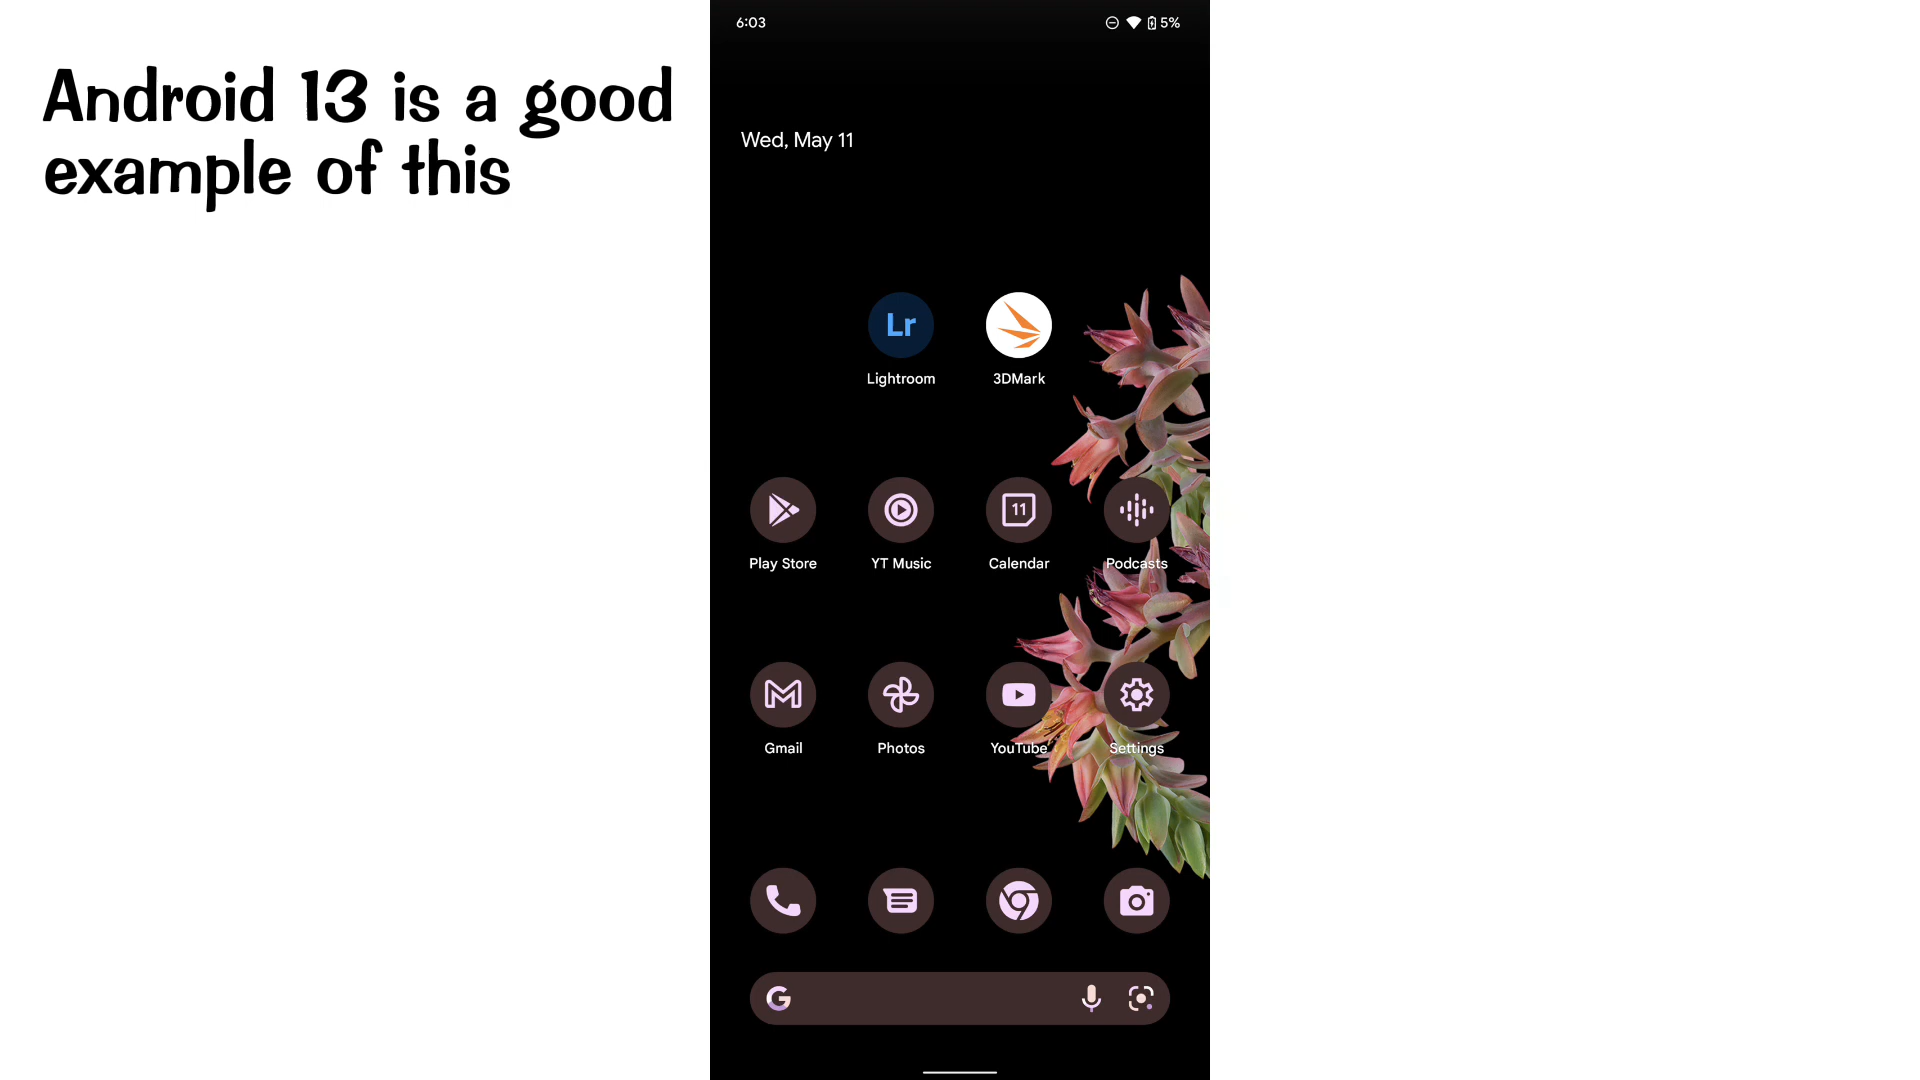 Android 13 is a good
example of this
6:03
5%
Wed, May 11
Lr
Lightroom
3DMark
11
Play Store
YT Music
Calendar
Podcasts
Gmail
Photos
YouTube
Settings
G